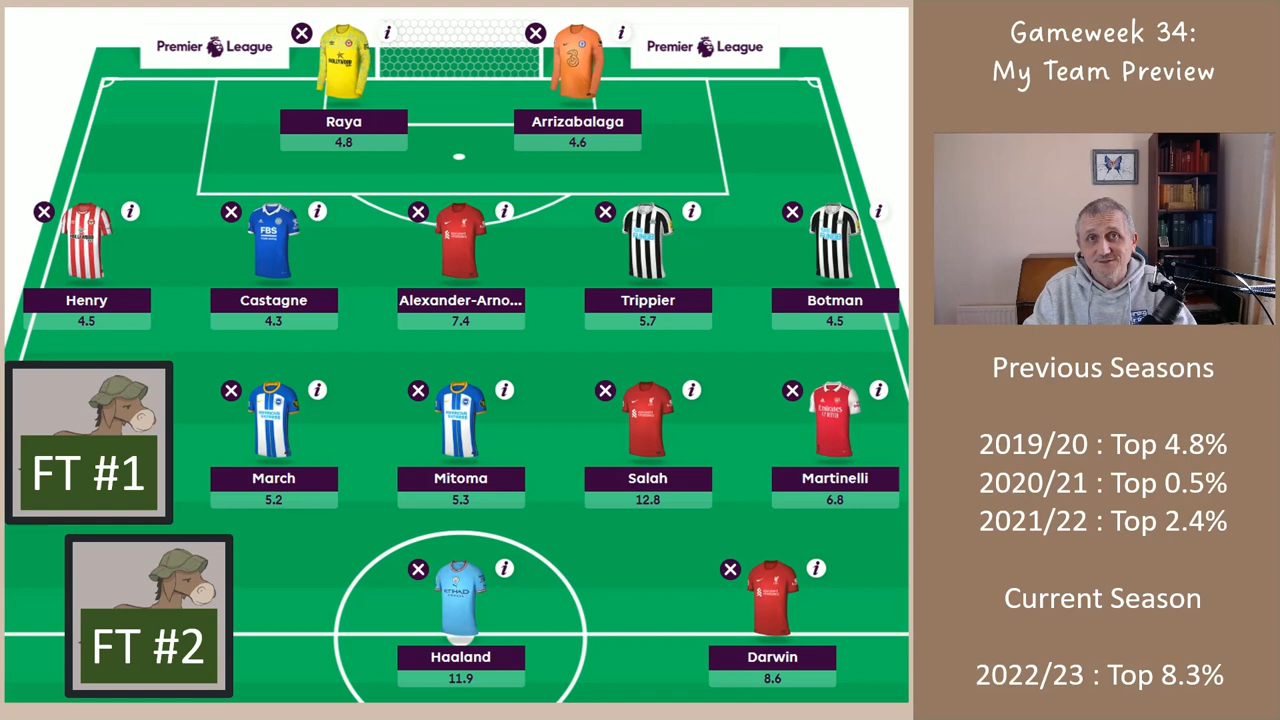 Gameweek 34:
My Team Preview
Premier League
Premier League
Raya
4.8
Arrizabalaga
4.6
Henry
4.5
FBS
Castagne
4.3
Alexander-Arno...
7.4
Trippier
5.7
Botman
4.5
FT #1
March
5.2
Mitoma
5.3
Salah
12.8
Martinelli
6.8
FT #2
Haaland
11.9
Darwin
8.6
Previous Seasons
2019/20 : Top 4.8%
2020/21 : Top 0.5%
2021/22 : Top 2.4%
Current Season
2022/23 : Top 8.3%